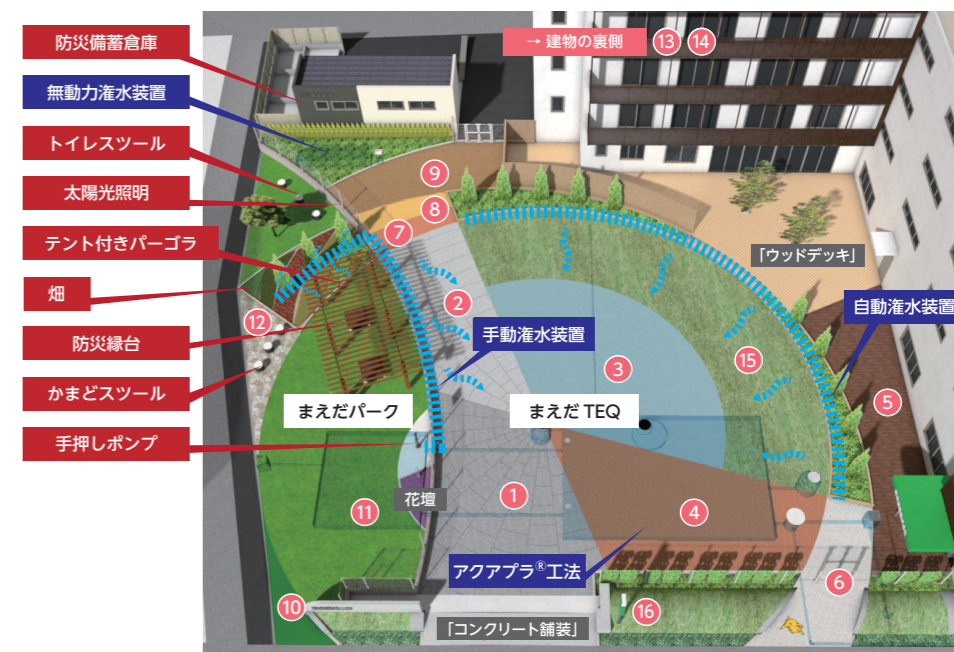 防災備蓄倉庫
無動力潅水装置
トイレスツール
太陽光照明
テント付きパーゴラ
畑
防災縁台
かまどスツール
手押しポンプ
→ 建物の裏側
13
14
9
8
7
2
12
手動潅水装置
「ウッドデッキ」
自動潅水装置
3
15
5
まえだパーク
まえだ TEQ
花壇
1
11
4
アクアプラ®工法
6
10
16
「コンクリート舗装」